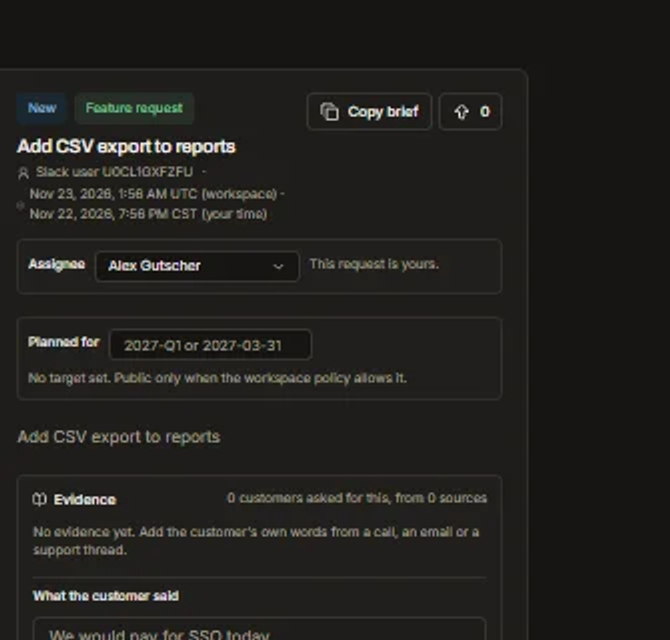 New
Feature request
Copy brief
0
Add CSV export to reports
Slack user U0CL1GXFZFU ·
Nov 23, 2026, 1:56 AM UTC (workspace) ·
Nov 22, 2026, 7:56 PM CST (your time)
Assignee
Alex Gutscher
This request is yours.
Planned for
2027-Q1 or 2027-03-31
No target set. Public only when the workspace policy allows it.
Add CSV export to reports
Evidence
0 customers asked for this, from 0 sources
No evidence yet. Add the customer's own words from a call, an email or a
support thread.
What the customer said
We would pay for SSO today